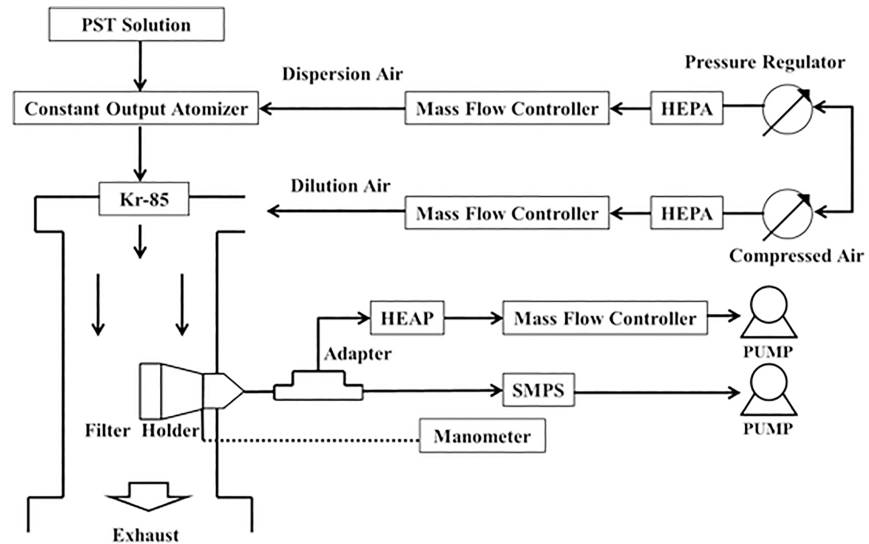 PST Solution
Pressure Regulator
Dispersion Air
Constant Output Atomizer
Mass Flow Controller
HEPA
Dilution Air
Kr-85
Mass Flow Controller
HEPA
Compressed Air
HEAP
Mass Flow Controller
PUMP
Adapter
SMPS
PUMP
Filter Holder
Manometer
Exhaust